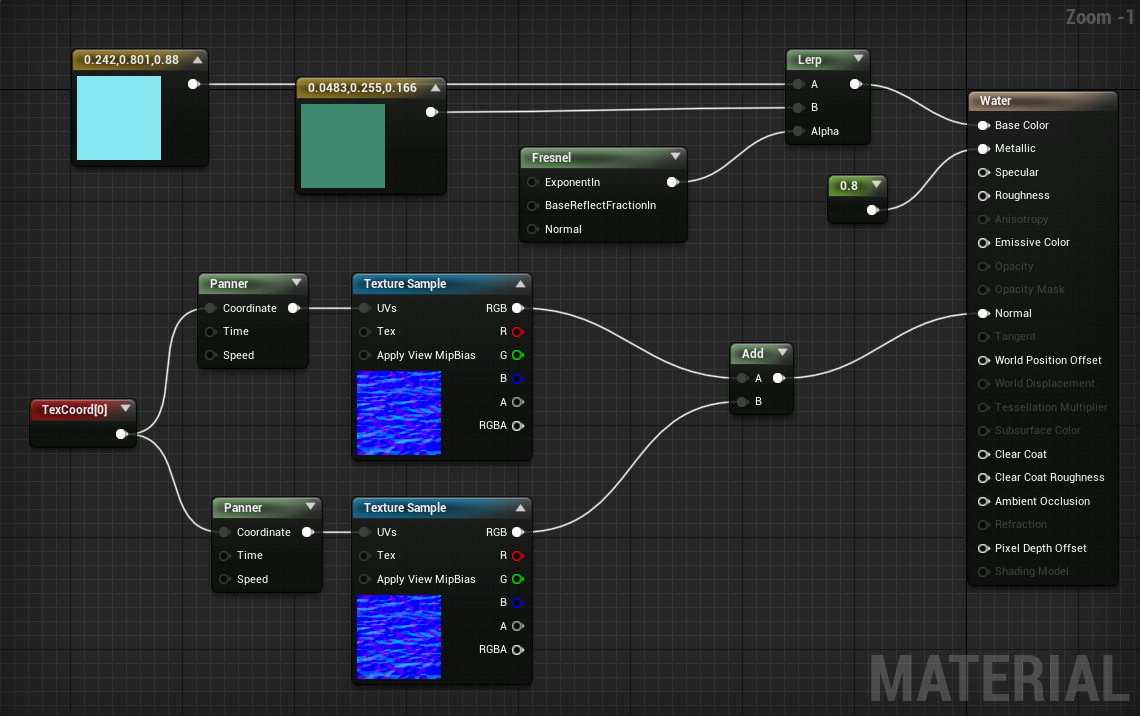 Zoom -1
0.242,0.801,0.88
0.0483,0.255,0.166
Lerp
A
B
Alpha
Fresnel
ExponentIn
BaseReflectFractionIn
Normal
0.8
Water
Base Color
Metallic
Specular
Roughness
Anisotropy
Emissive Color
Opacity
Opacity Mask
Normal
Tangent
World Position Offset
World Displacement
Tessellation Multiplier
Subsurface Color
Clear Coat
Clear Coat Roughness
Ambient Occlusion
Refraction
Pixel Depth Offset
Shading Model
Panner
Coordinate
Time
Speed
Texture Sample
UVs RGB
Tex R
Apply View MipBias G
B
A
RGBA
Add
A
B
TexCoord[0]
Panner
Coordinate
Time
Speed
Texture Sample
UVs RGB
Tex R
Apply View MipBias G
B
A
RGBA
MATERIAL